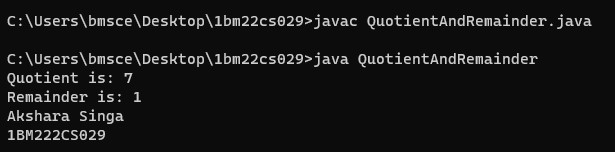 C:\Users\bmsce\Desktop\1bm22cs029>javac QuotientAndRemainder.java
C:\Users\bmsce\Desktop\1bm22cs029>java QuotientAndRemainder
Quotient is: 7
Remainder is: 1
Akshara Singa
1BM222CS029